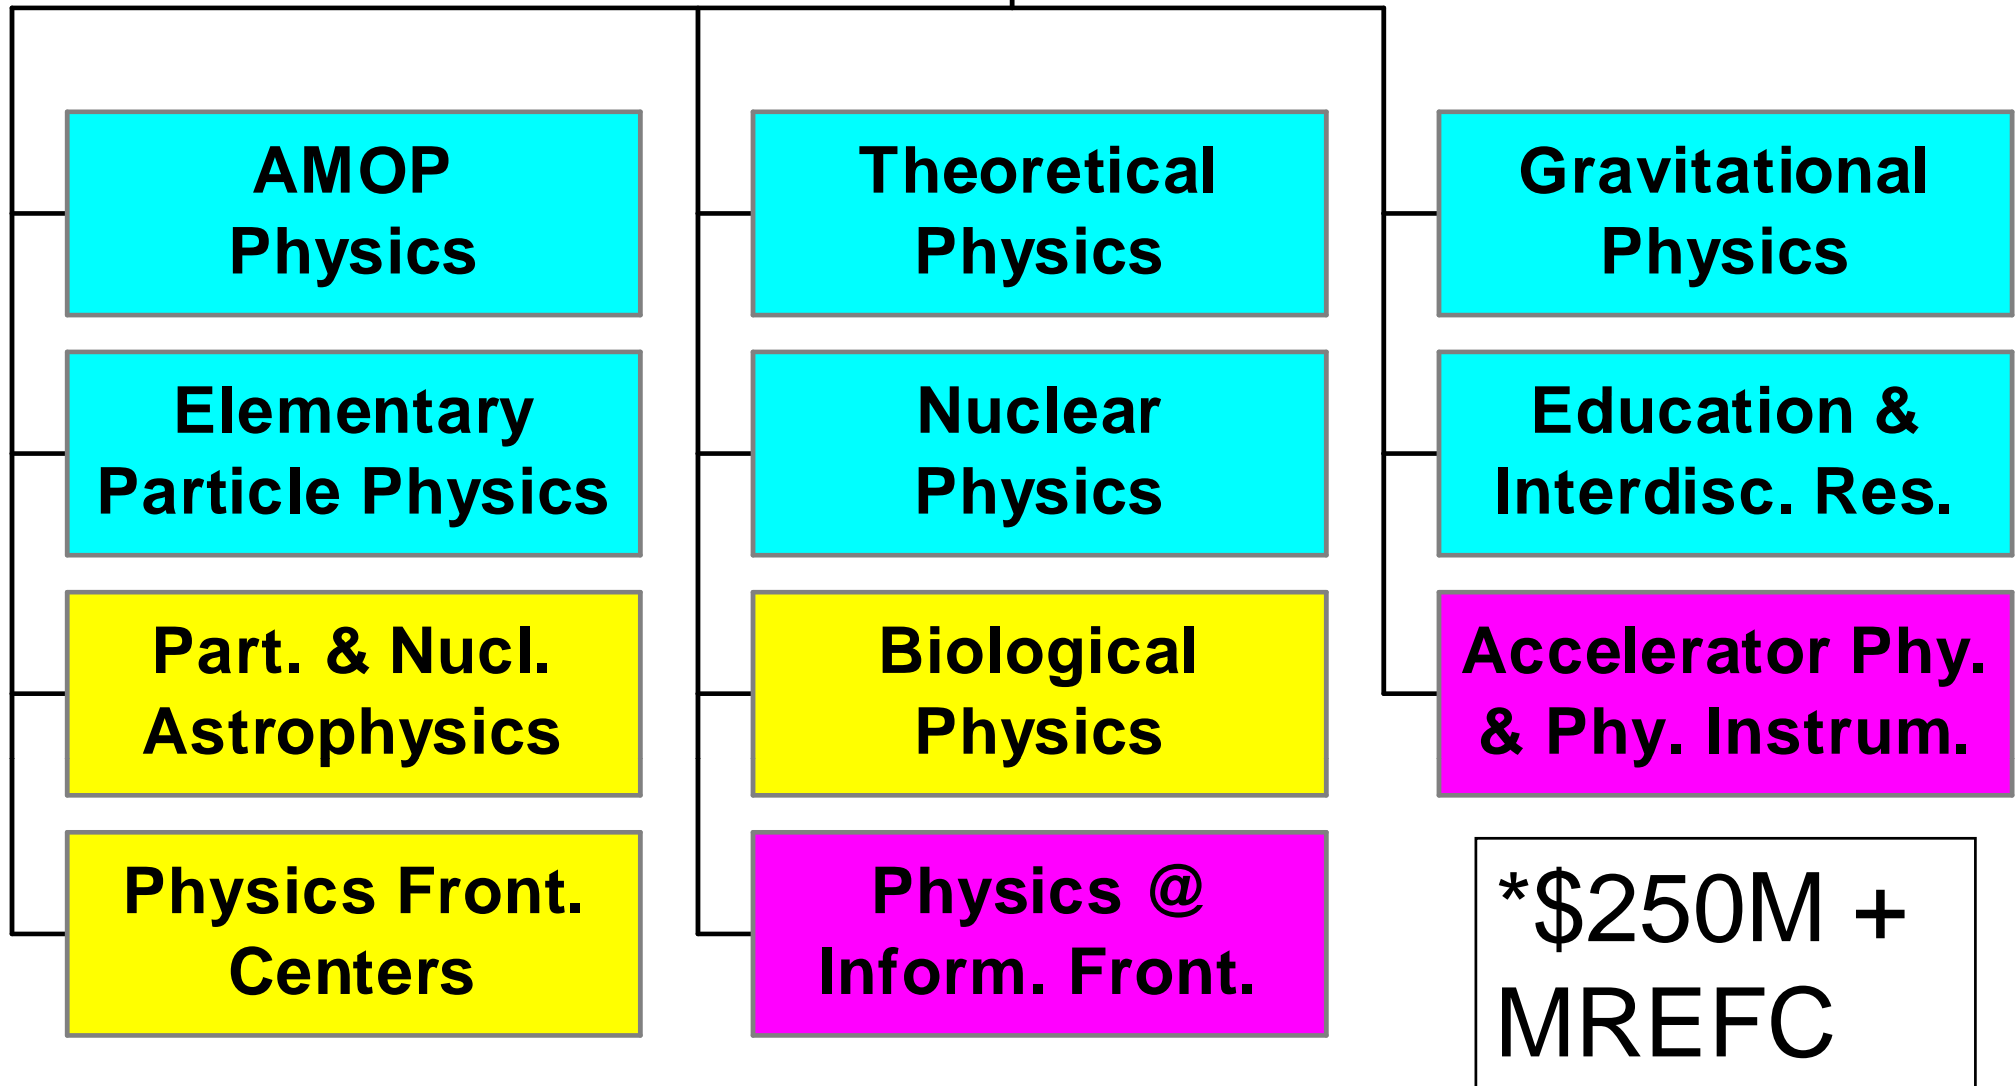 AMOP
Physics
Theoretical
Physics
Gravitational
Physics
Elementary
Particle Physics
Nuclear
Physics
Education &
Interdisc. Res.
Part. & Nucl.
Astrophysics
Biological
Physics
Accelerator Phy.
& Phy. Instrum.
Physics Front.
Centers
Physics @
Inform. Front.
*$250M +
MREFC